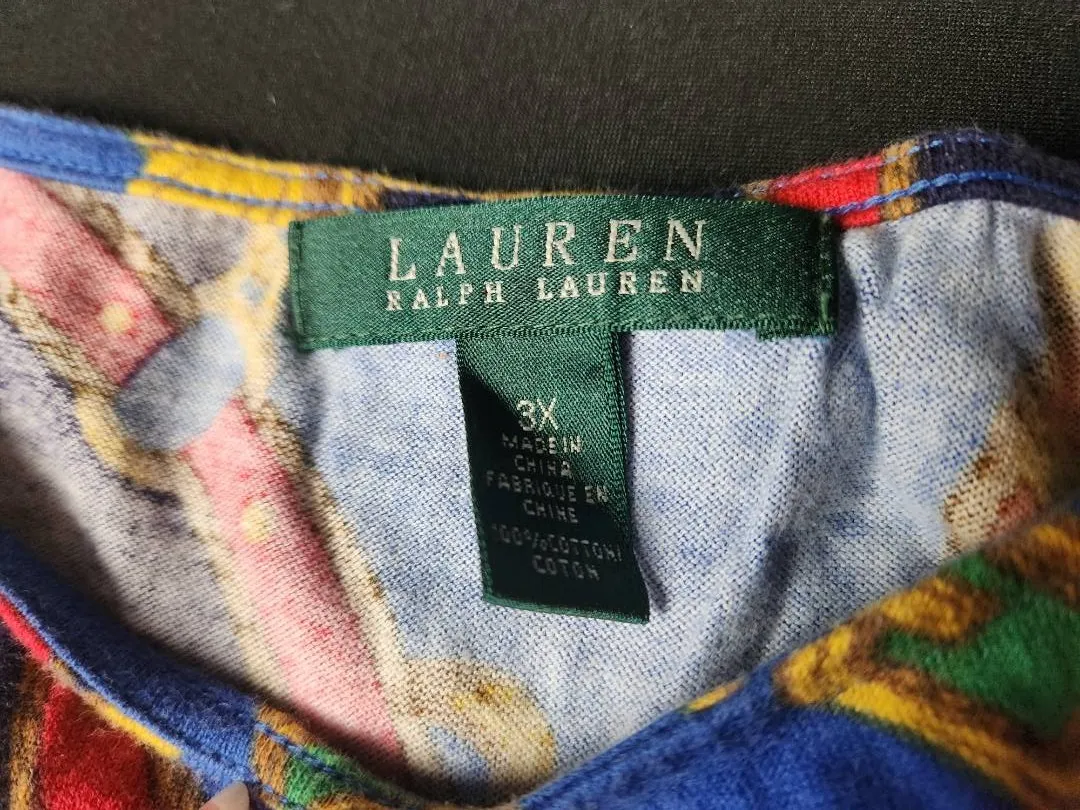 LAUREN
RALPH LAUREN
3X
MADE IN
CHINA
FABRIQUE EN
CHINE
100%COTTON/
COTON